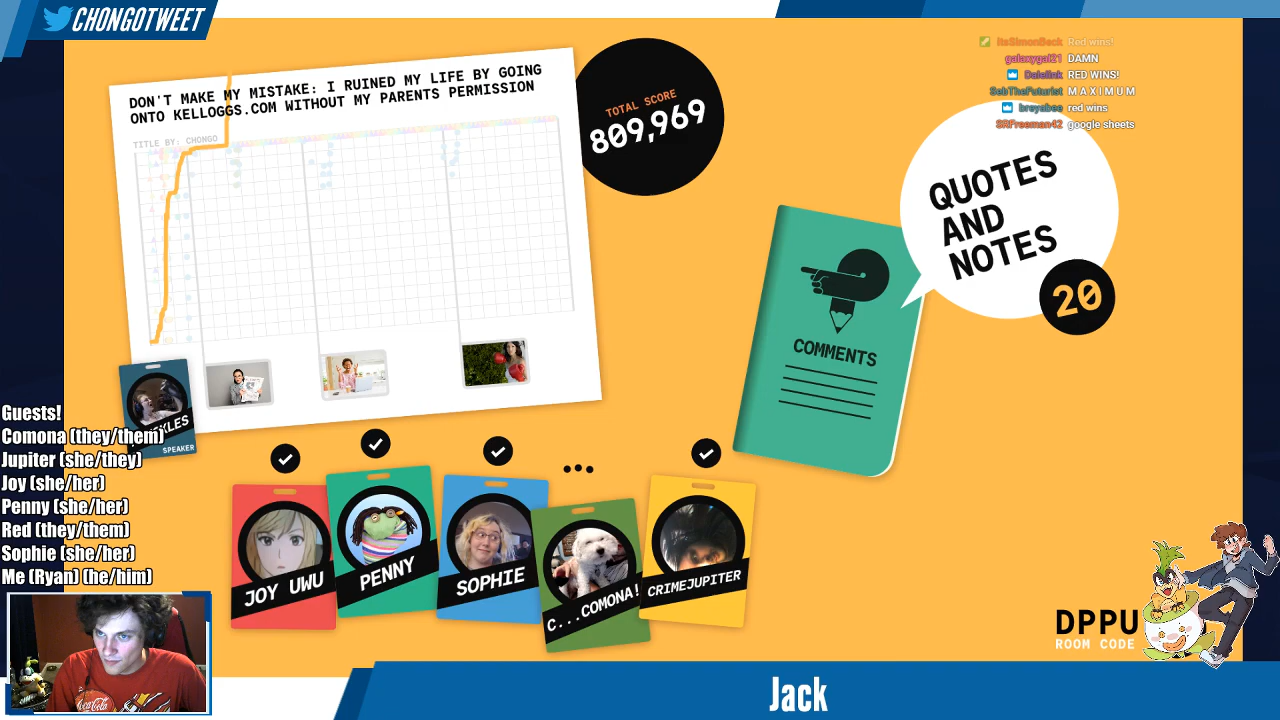 CHONGOTWEET
DON'T MAKE MY MISTAKE: I RUINED MY LIFE BY GOING
ONTO KELLOGGS.COM WITHOUT MY PARENTS PERMISSION
TITLE BY: CHONGO
TOTAL SCORE
809,969
ItsSimonBeck Red wins!
galaxygal21 DAMN
Dalelink RED WINS!
SebTheFuturist M A X I M U M
breyabee red wins
SRFreeman42 google sheets
QUOTES
AND
NOTES
20
COMMENTS
SPEAKER
Guests!
Comona (they/them)
Jupiter (she/they)
Joy (she/her)
Penny (she/her)
Red (they/them)
Sophie (she/her)
Me (Ryan) (he/him)
JOY UWU
PENNY
SOPHIE
C...COMONA!
CRIMEJUPITER
DPPU
ROOM CODE
Jack